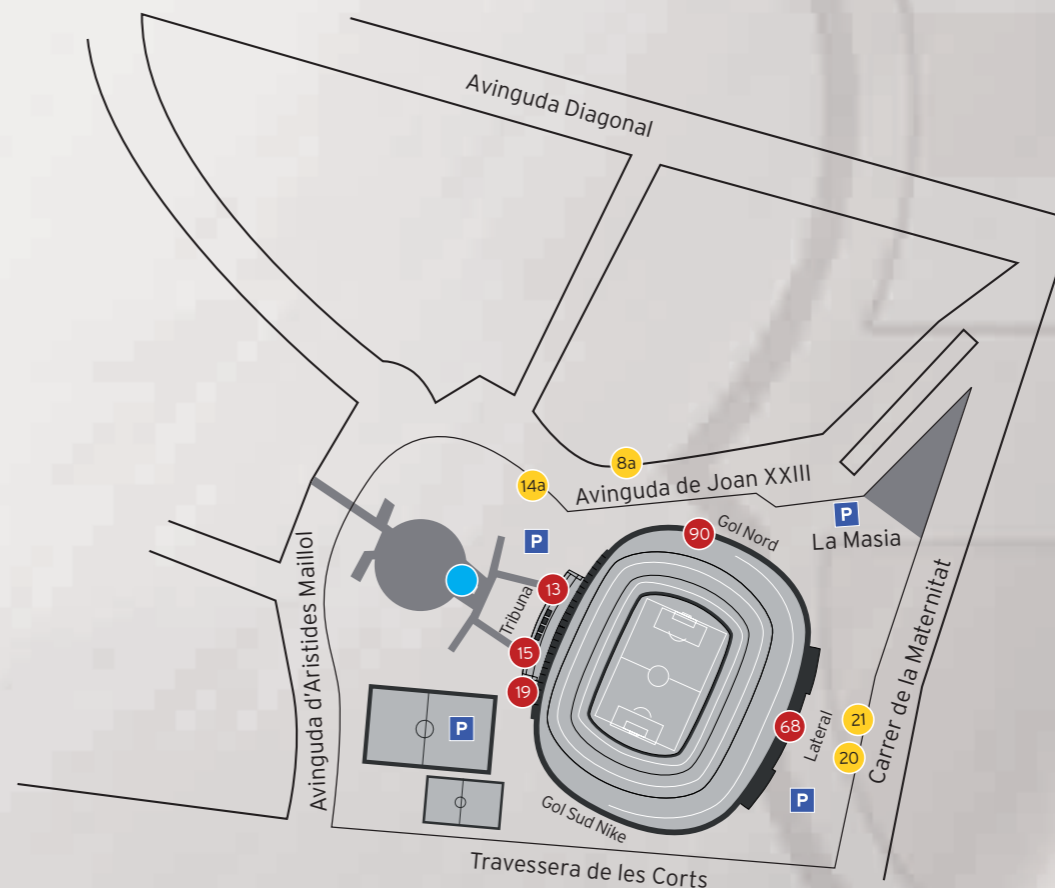 Avinguda Diagonal
8a
14a
Avinguda de Joan XXIII
P
La Masia
90
Gol Nord
P
13
Tribuna
15
19
Avinguda d'Aristides Maillol
P
68
Lateral
21
20
Carrer de la Maternitat
P
Gol Sud Nike
Travessera de les Corts